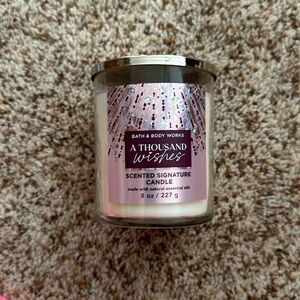 BATH & BODY WORKS
A THOUSAND
wishes
SCENTED SIGNATURE
CANDLE
made with natural essential oils
8 oz / 227 g